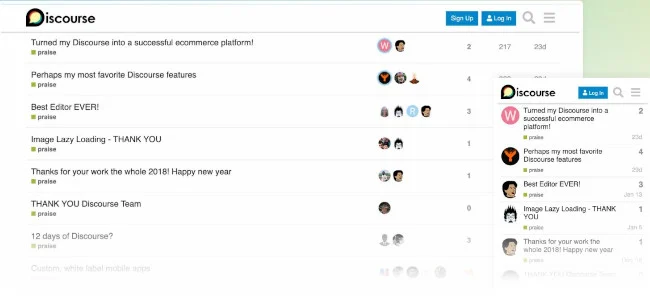 Discourse
Sign Up Log In
Turned my Discourse into a successful ecommerce platform! 2 217 23d
praise
Perhaps my most favorite Discourse features 4
praise
Best Editor EVER! R 3
praise
Image Lazy Loading - THANK YOU 1
praise
Thanks for your work the whole 2018! Happy new year 1
praise
THANK YOU Discourse Team 0
praise
12 days of Discourse? 3
praise
Custom, white label mobile apps
Discourse Log In
W Turned my Discourse into a 2
successful ecommerce
platform!
praise 23d
Perhaps my most favorite 4
Discourse features
praise 23d
Best Editor EVER! 3
praise Jan 13
Image Lazy Loading - THANK 1
YOU
praise Jan 5
Thanks for your work the 1
whole 2018! Happy new year
praise
THANK YOU Discourse Team